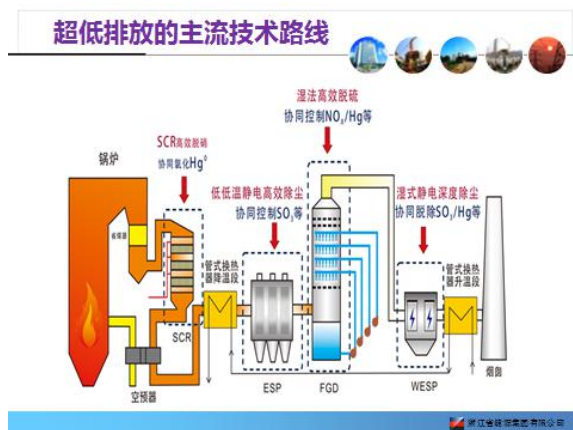 超低排放的主流技术路线
湿法高效脱硫
协同控制NOₓ/Hg等
SCR高效脱硝
协同氧化Hg⁰
锅炉
低低温静电高效除尘
协同控制SO₃等
湿式静电深度除尘
协同脱除SO₃/Hg等
省煤器
管式换热
器降温段
管式换热
器升温段
SCR
空预器
ESP
FGD
WESP
烟囱
浙江省能源集团有限公司